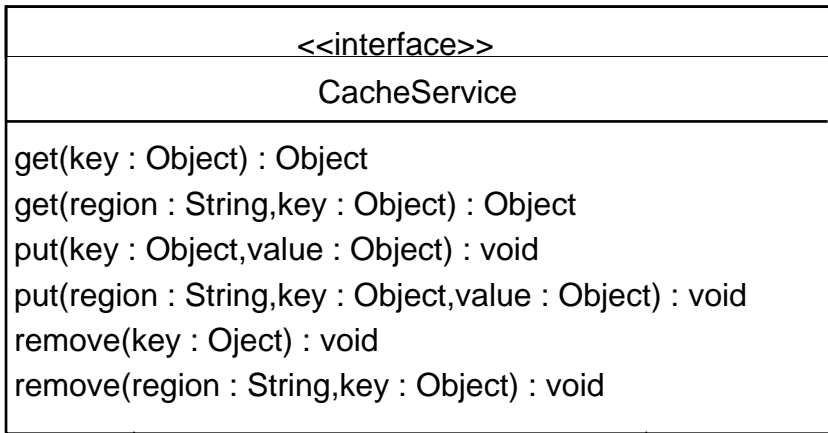 <<interface>>
CacheService
get(key : Object) : Object
get(region : String,key : Object) : Object
put(key : Object,value : Object) : void
put(region : String,key : Object,value : Object) : void
remove(key : Oject) : void
remove(region : String,key : Object) : void